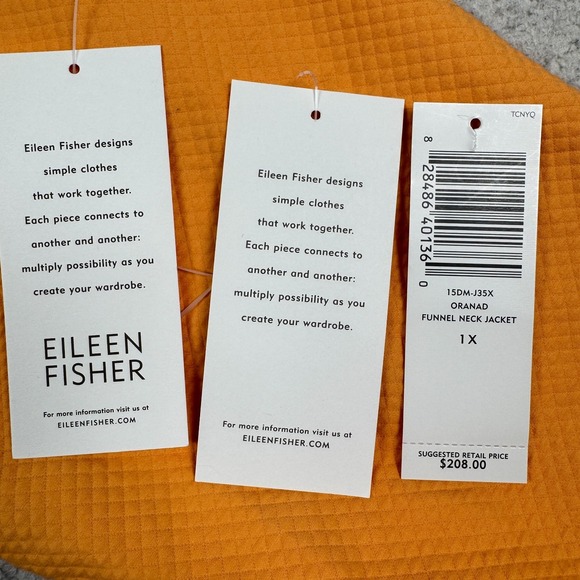 Eileen Fisher designs
simple clothes
that work together.
Each piece connects to
another and another:
multiply possibility as you
create your wardrobe.
EILEEN
FISHER
For more information visit us at
EILEENFISHER.COM
Eileen Fisher designs
simple clothes
that work together.
Each piece connects to
another and another:
multiply possibility as you
create your wardrobe.
For more information visit us at
EILEENFISHER.COM
TCNYQ
8 28486 40136 0
15DM-J35X
ORANAD
FUNNEL NECK JACKET
1X
SUGGESTED RETAIL PRICE
$208.00